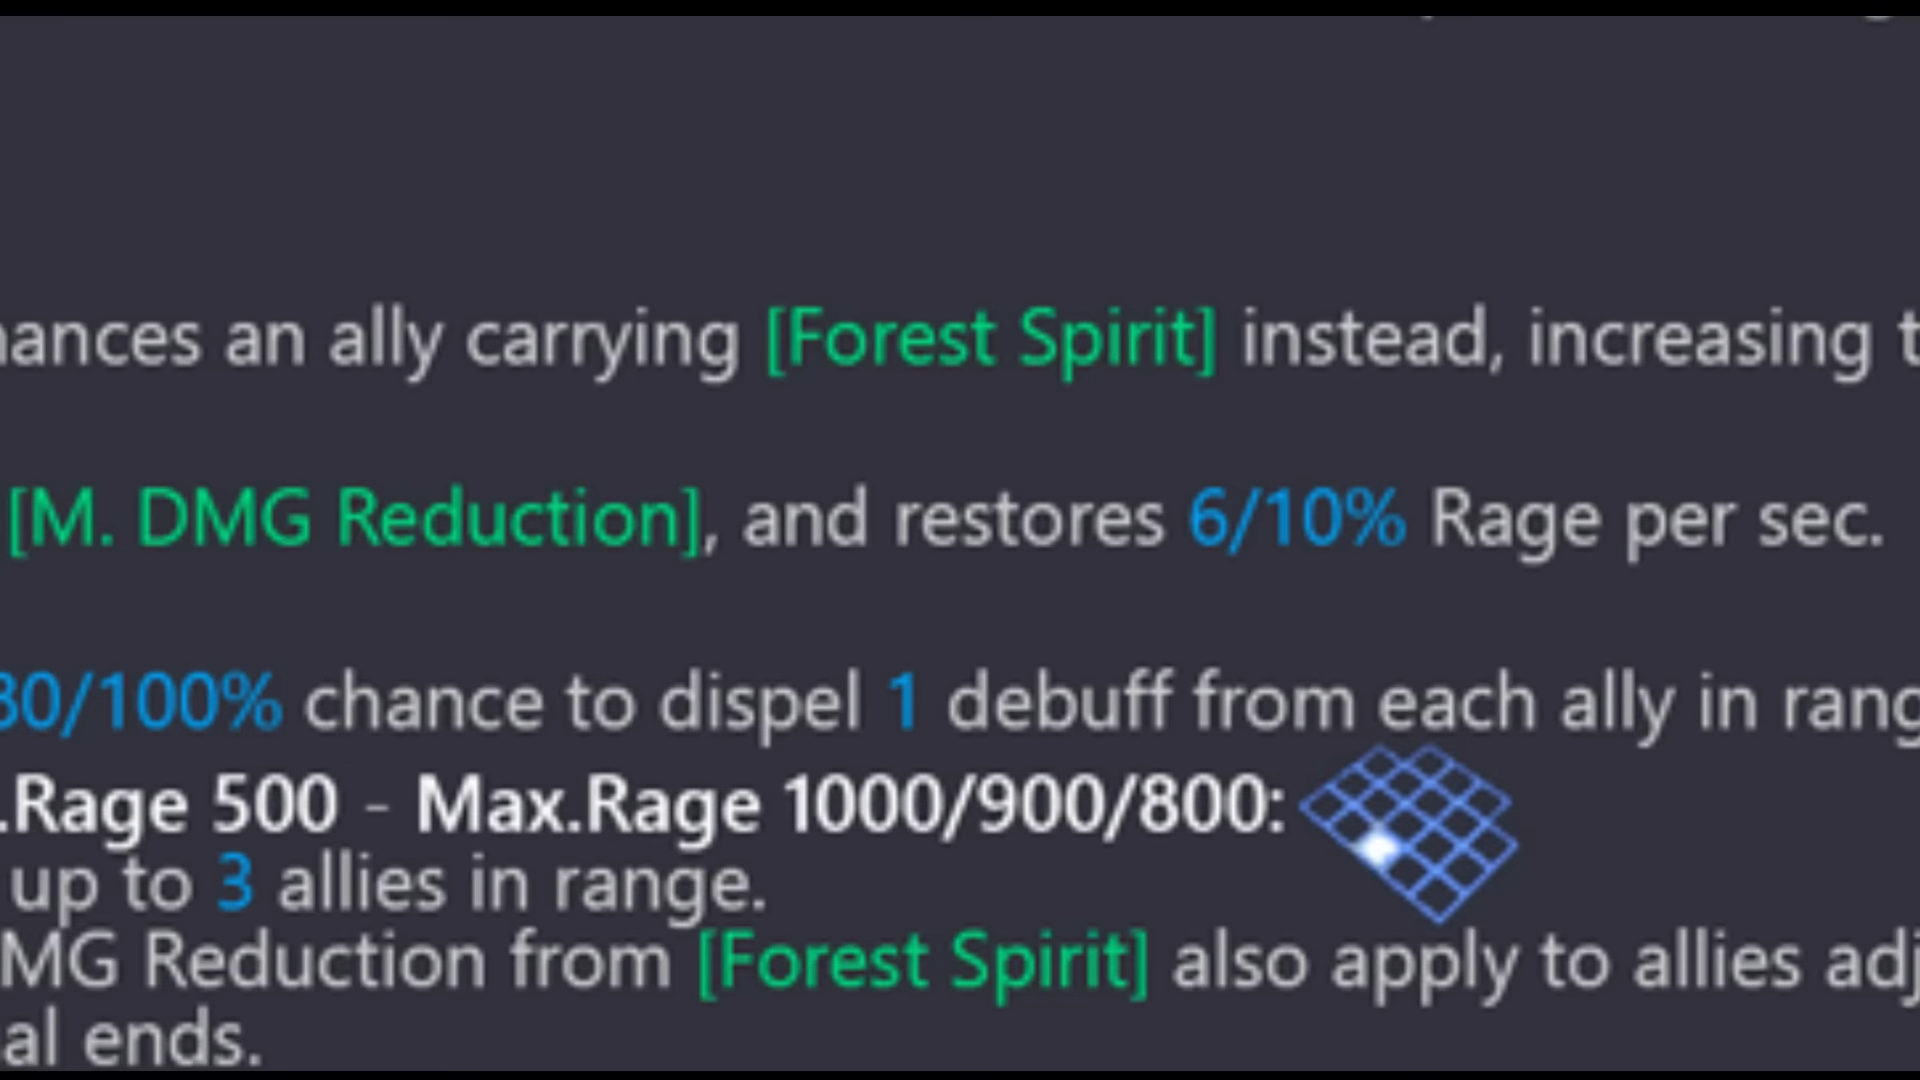 ances an ally carrying [Forest Spirit] instead, increasing t
[M. DMG Reduction], and restores 6/10% Rage per sec.
80/100% chance to dispel 1 debuff from each ally in rang
.Rage 500 - Max.Rage 1000/900/800:
up to 3 allies in range.
MG Reduction from [Forest Spirit] also apply to allies adj
al ends.